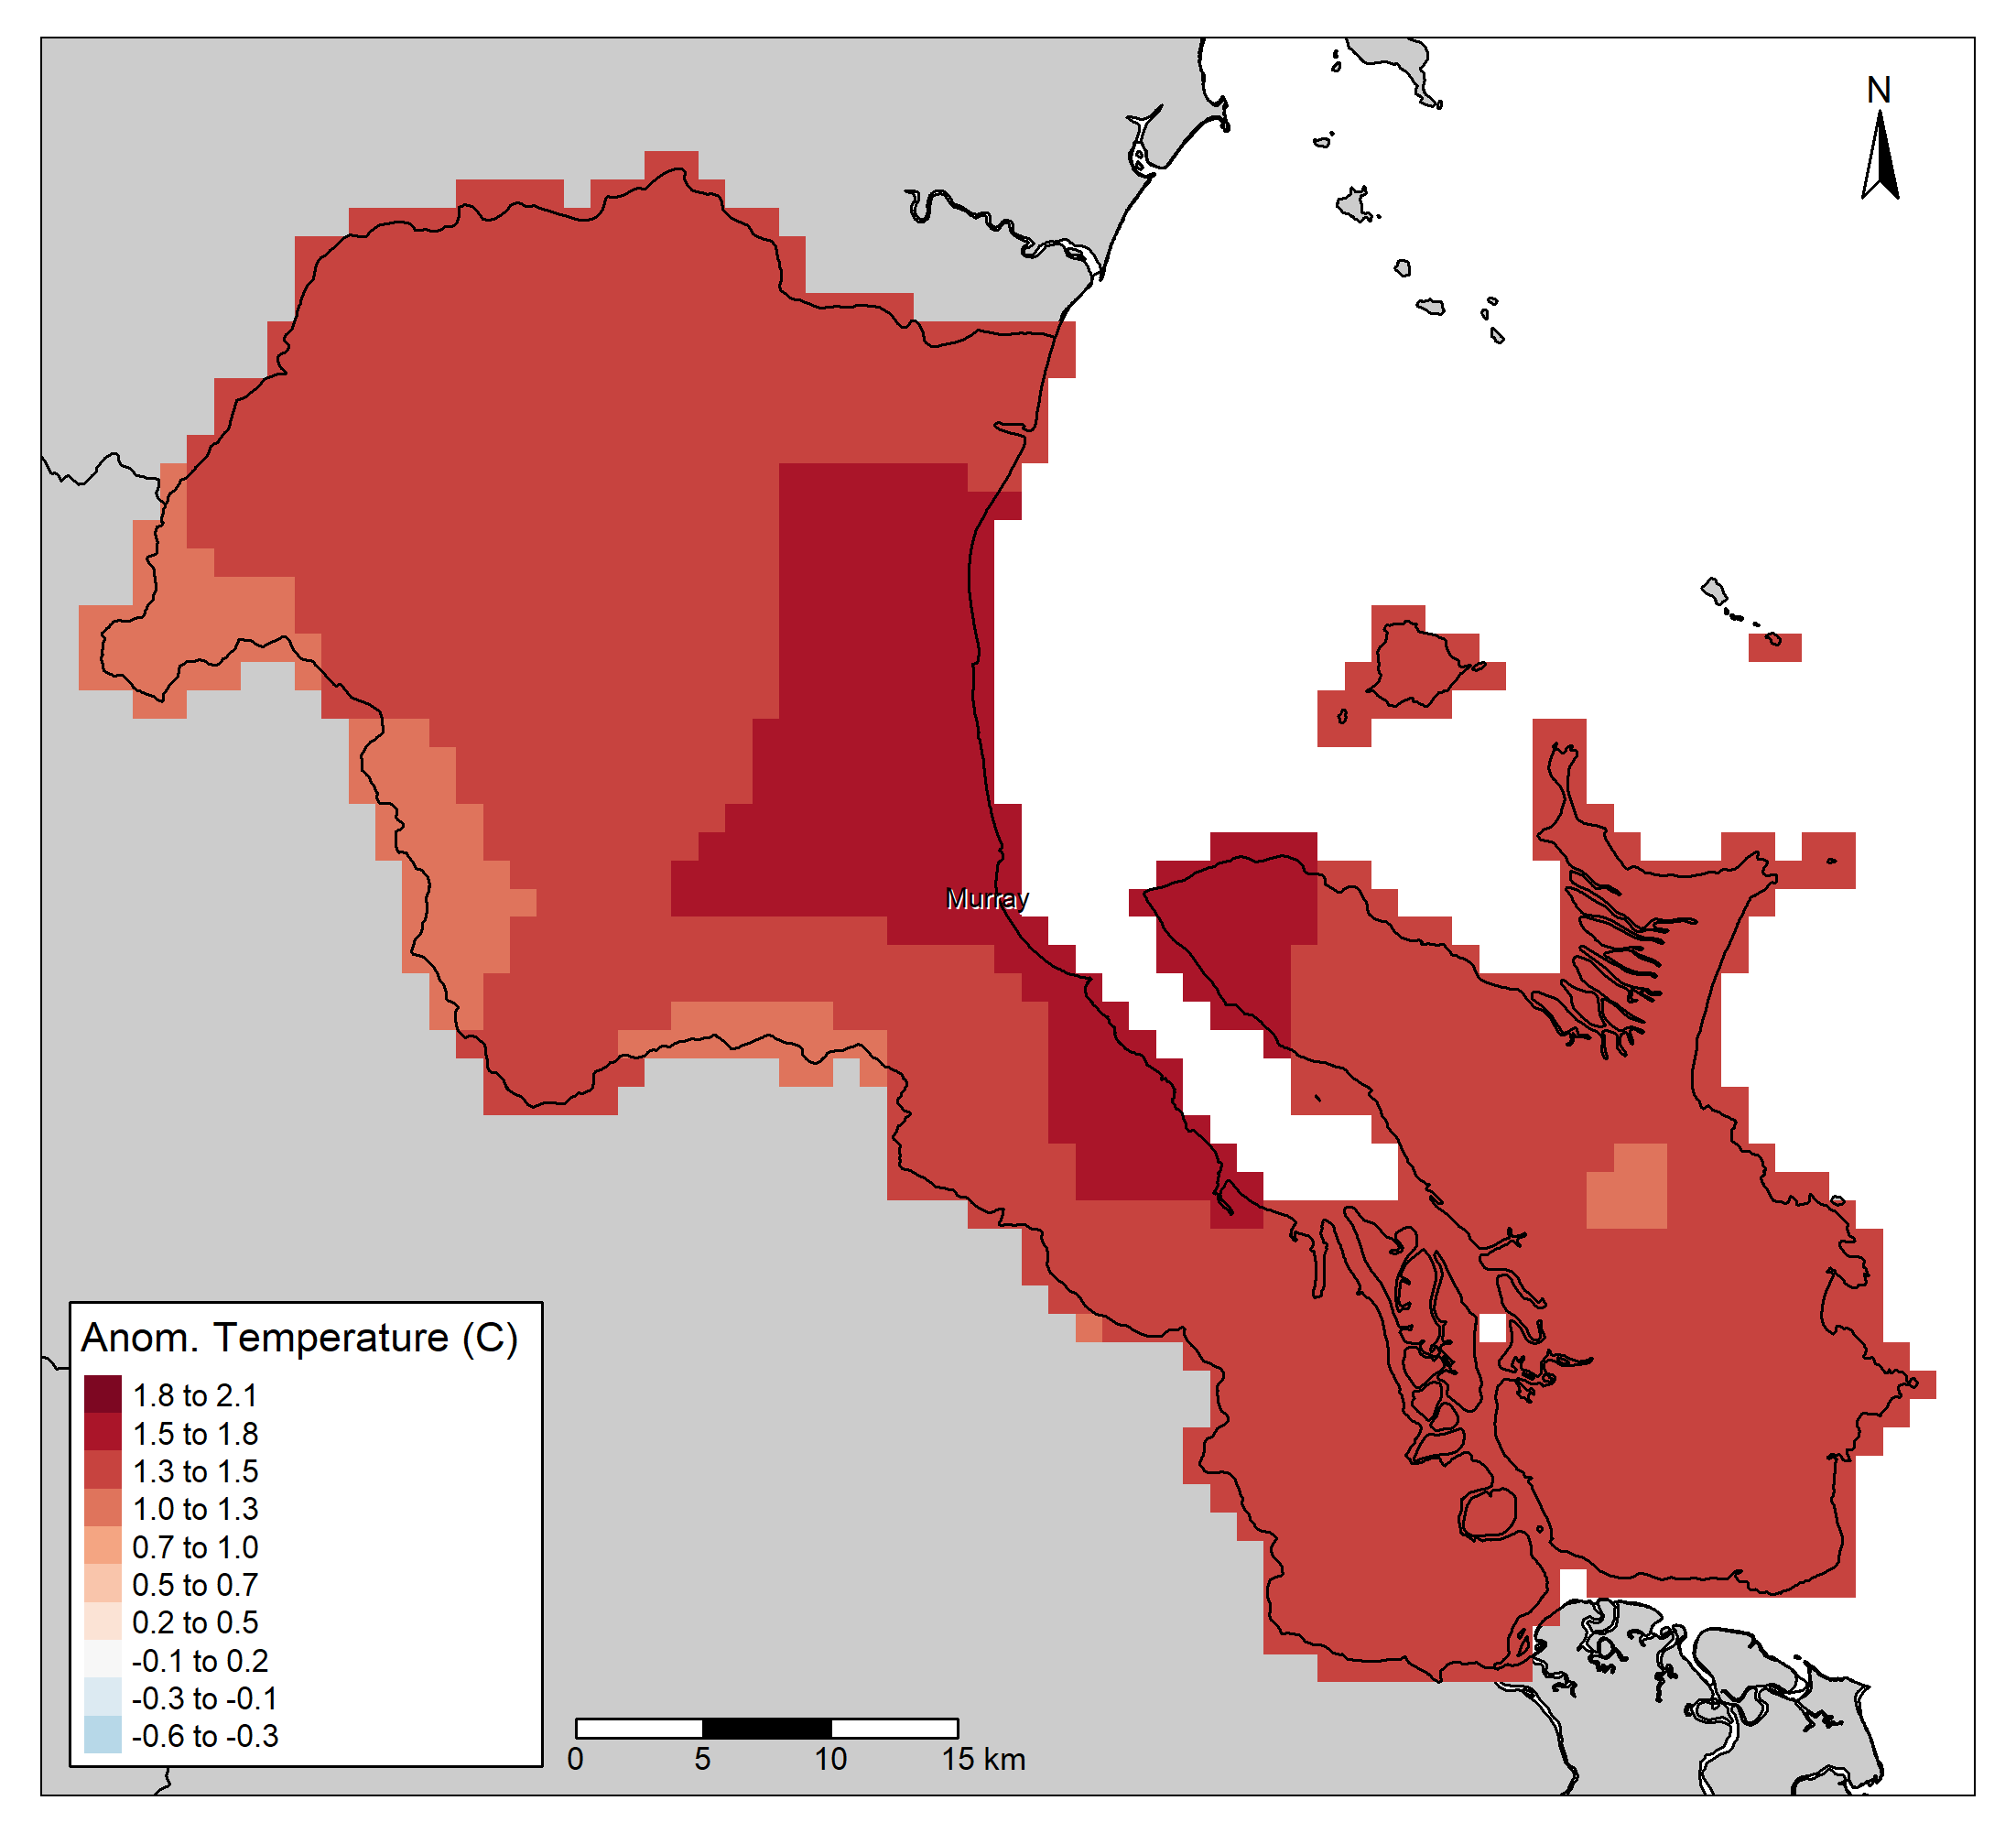 N
Murray
Anom. Temperature (C)
1.8 to 2.1
1.5 to 1.8
1.3 to 1.5
1.0 to 1.3
0.7 to 1.0
0.5 to 0.7
0.2 to 0.5
-0.1 to 0.2
-0.3 to -0.1
-0.6 to -0.3
0 5 10 15 km